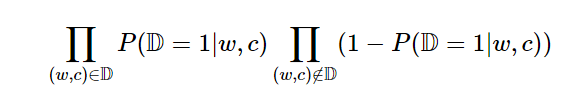 ∏_{(w,c)∈𝔻} P(𝔻 = 1|w, c) ∏_{(w,c)∉𝔻} (1 − P(𝔻 = 1|w, c))